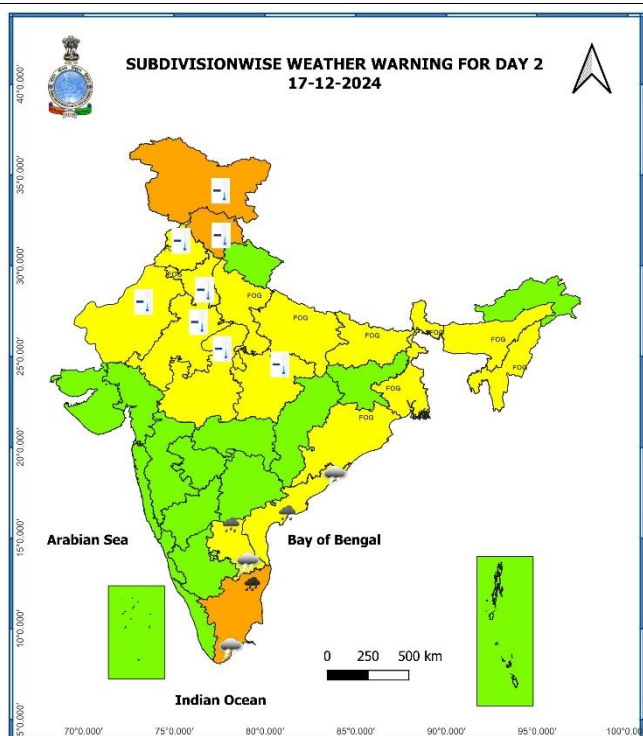 SUBDIVISIONWISE WEATHER WARNING FOR DAY 2
17-12-2024
40°0.000'
35°0.000'
30°0.000'
25°0.000'
20°0.000'
15°0.000'
10°0.000'
5°0.000'
FOG
FOG
FOG
FOG
FOG
FOG
FOG
FOG
FOG
Arabian Sea
Bay of Bengal
0 250 500 km
Indian Ocean
70°0.000' 75°0.000' 80°0.000' 85°0.000' 90°0.000' 95°0.000' 100°0.0